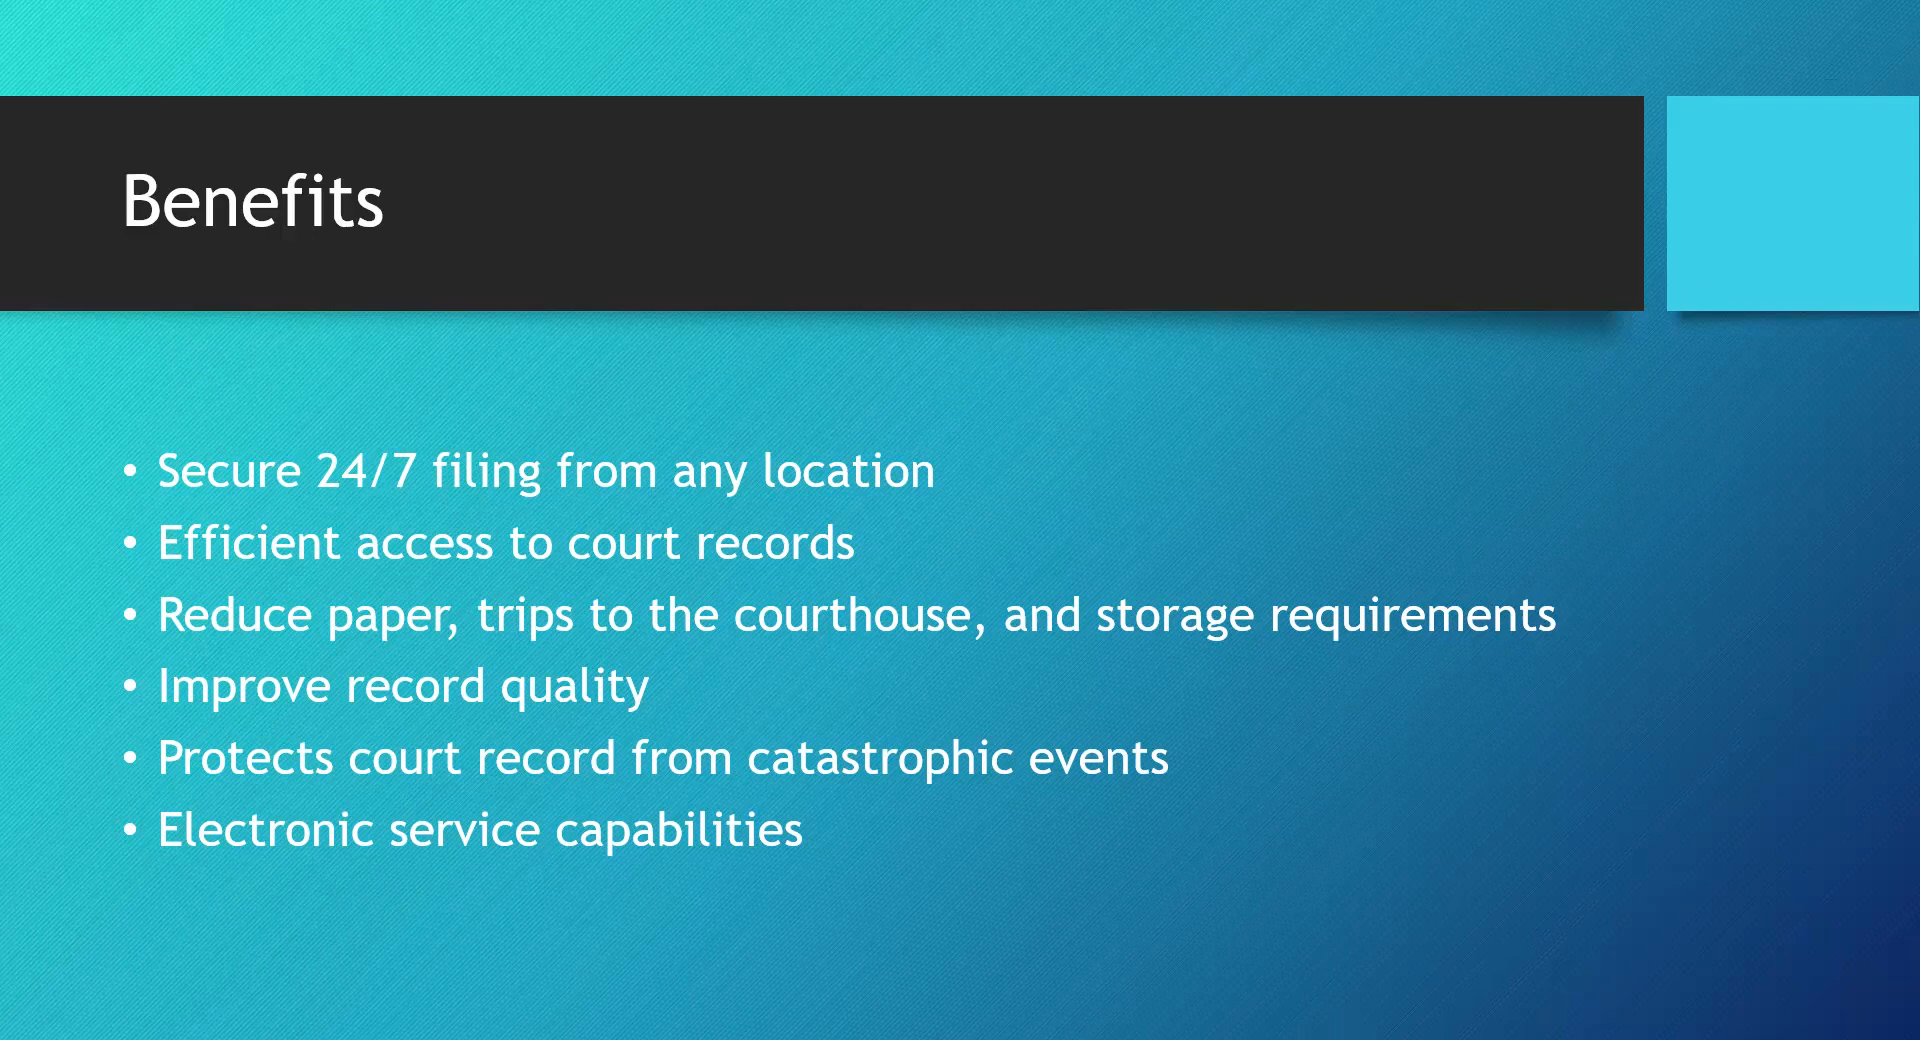 Benefits
• Secure 24/7 filing from any location
• Efficient access to court records
• Reduce paper, trips to the courthouse, and storage requirements
• Improve record quality
• Protects court record from catastrophic events
• Electronic service capabilities